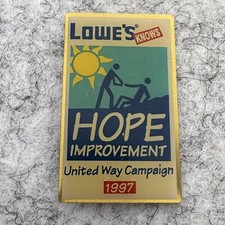 LOWE'S KNOWS
HOPE
IMPROVEMENT
United Way Campaign
1997